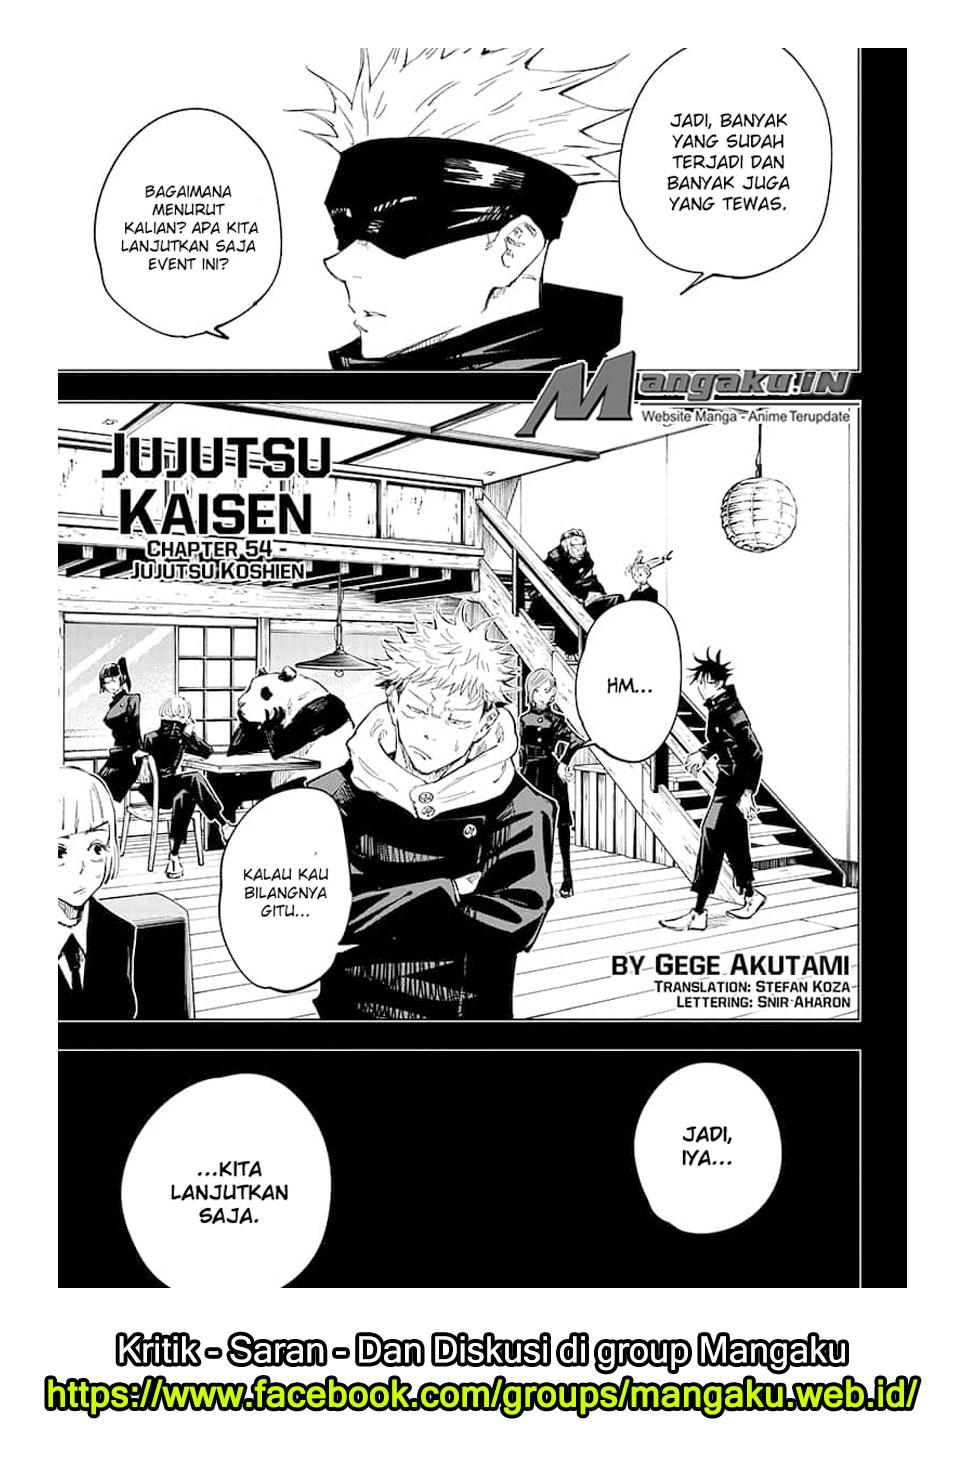 JADI, BANYAK
YANG SUDAH
TERJADI DAN
BANYAK JUGA
YANG TEWAS.
BAGAIMANA
MENURUT
KALIAN? APA KITA
LANJUTKAN SAJA
EVENT INI?
Mangaku.iN
Website Manga - Anime Terupdate
JUJUTSU
KAISEN
CHAPTER 54 -
JUJUTSU KOSHIEN
HM...
KALAU KAU
BILANGNYA
GITU...
BY GEGE AKUTAMI
TRANSLATION: STEFAN KOZA
LETTERING: SNIR AHARON
JADI,
IYA...
...KITA
LANJUTKAN
SAJA.
Kritik - Saran - Dan Diskusi di group Mangaku
https://www.facebook.com/groups/mangaku.web.id/